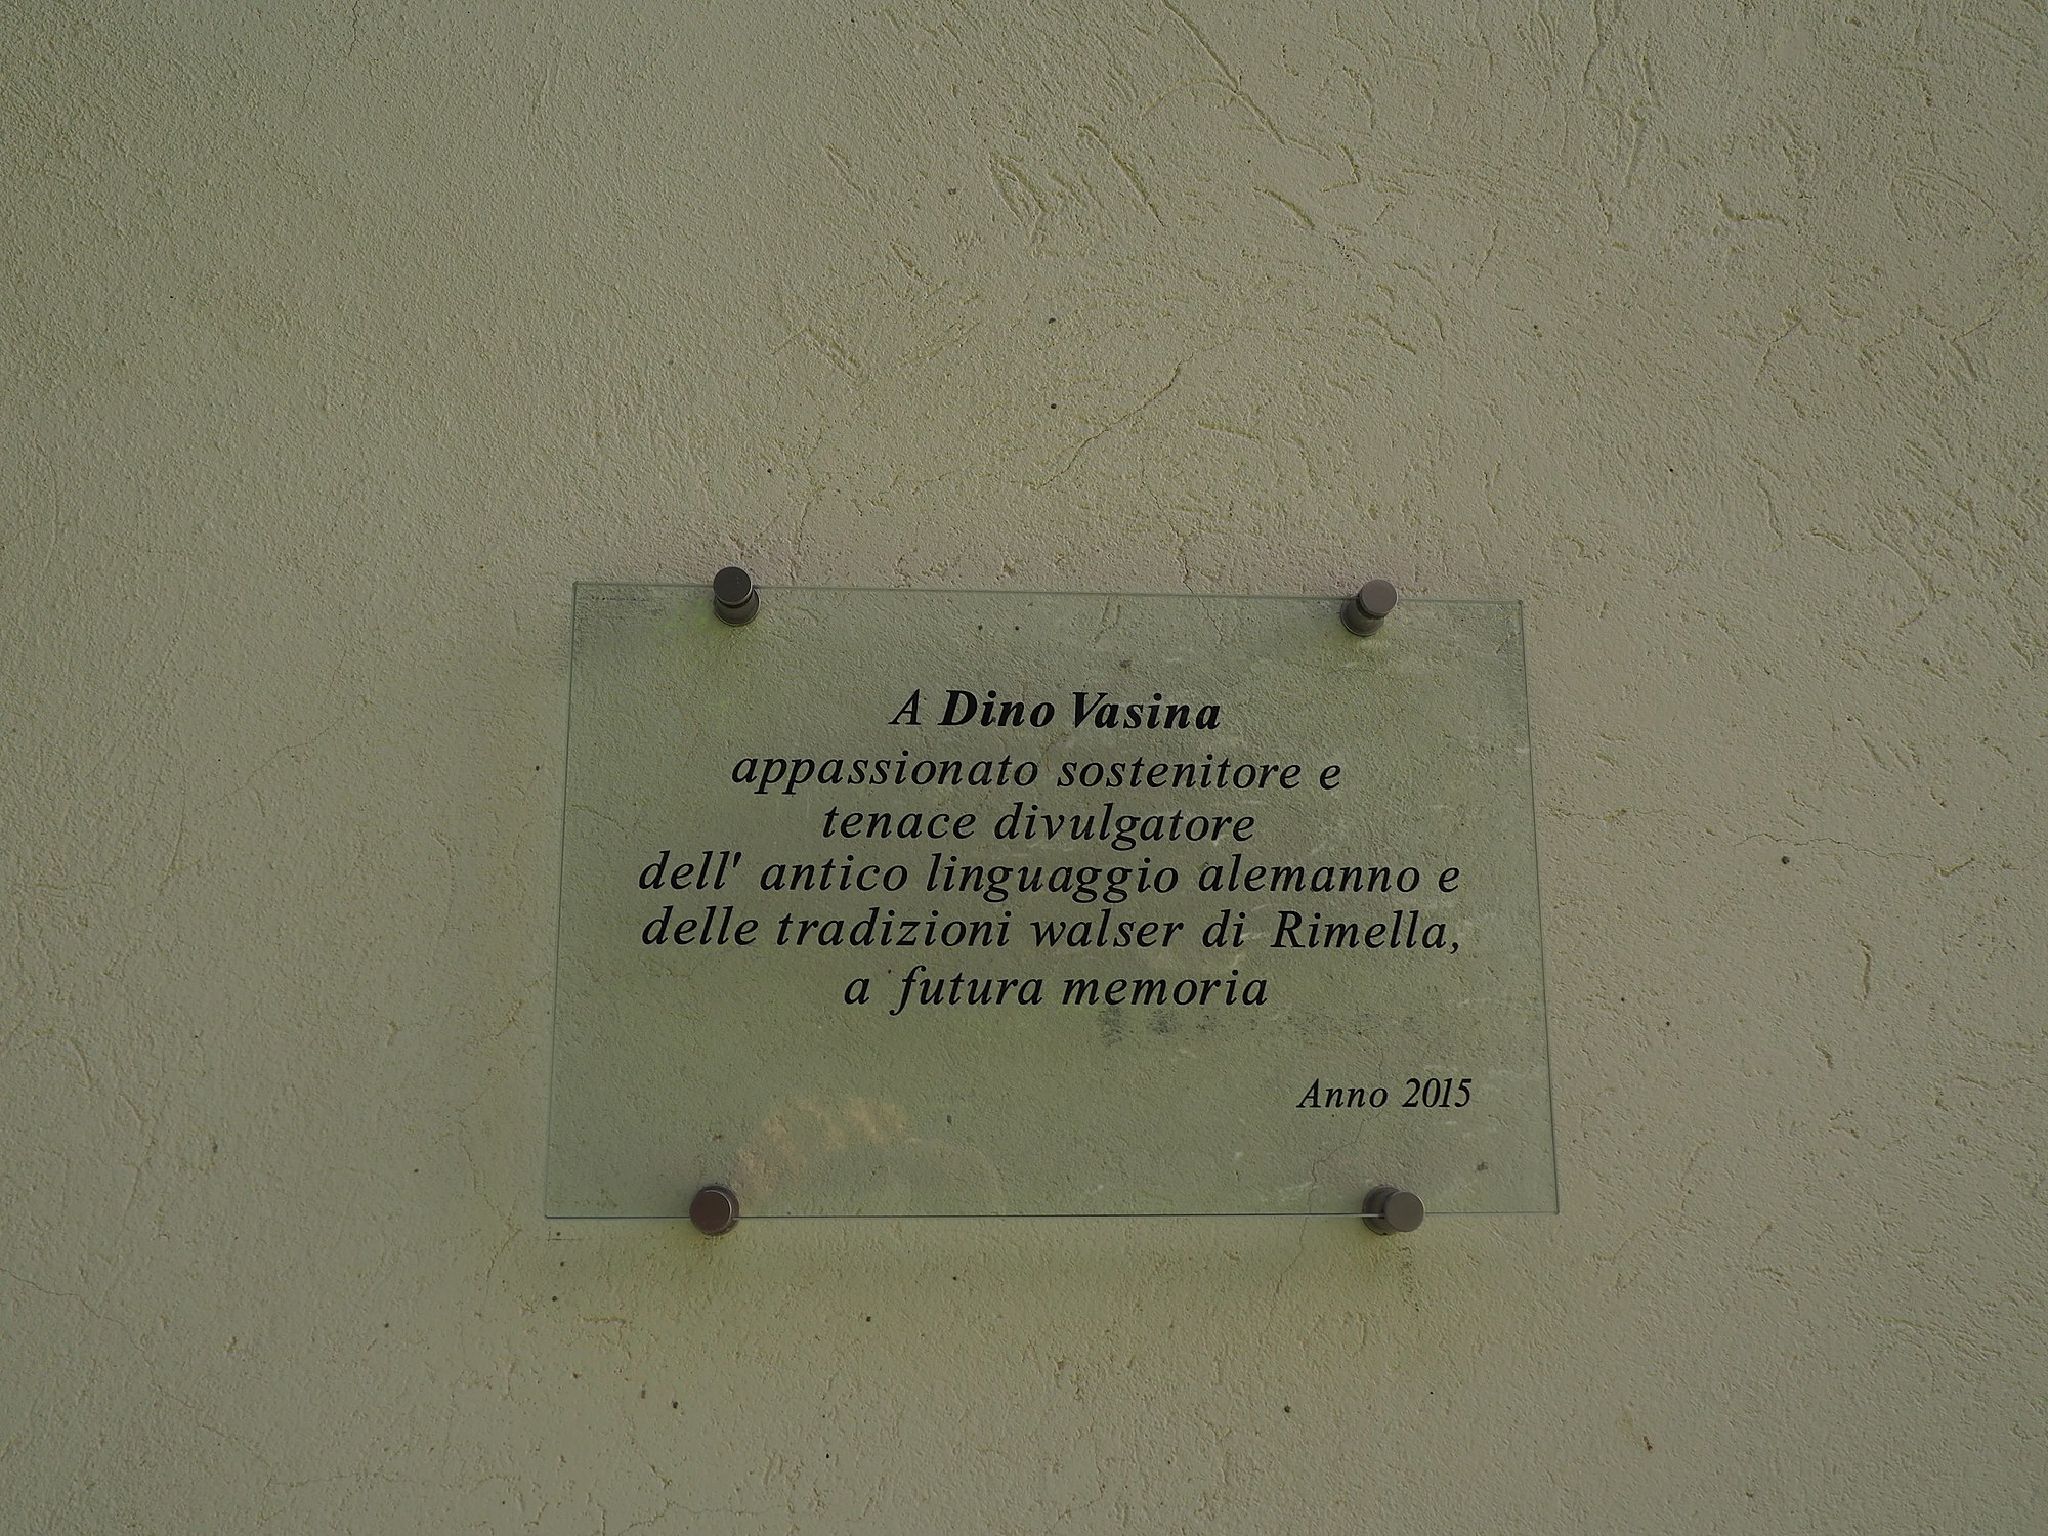 A Dino Vasina
appassionato sostenitore e
tenace divulgatore
dell' antico linguaggio alemanno e
delle tradizioni walser di Rimella,
a futura memoria
Anno 2015